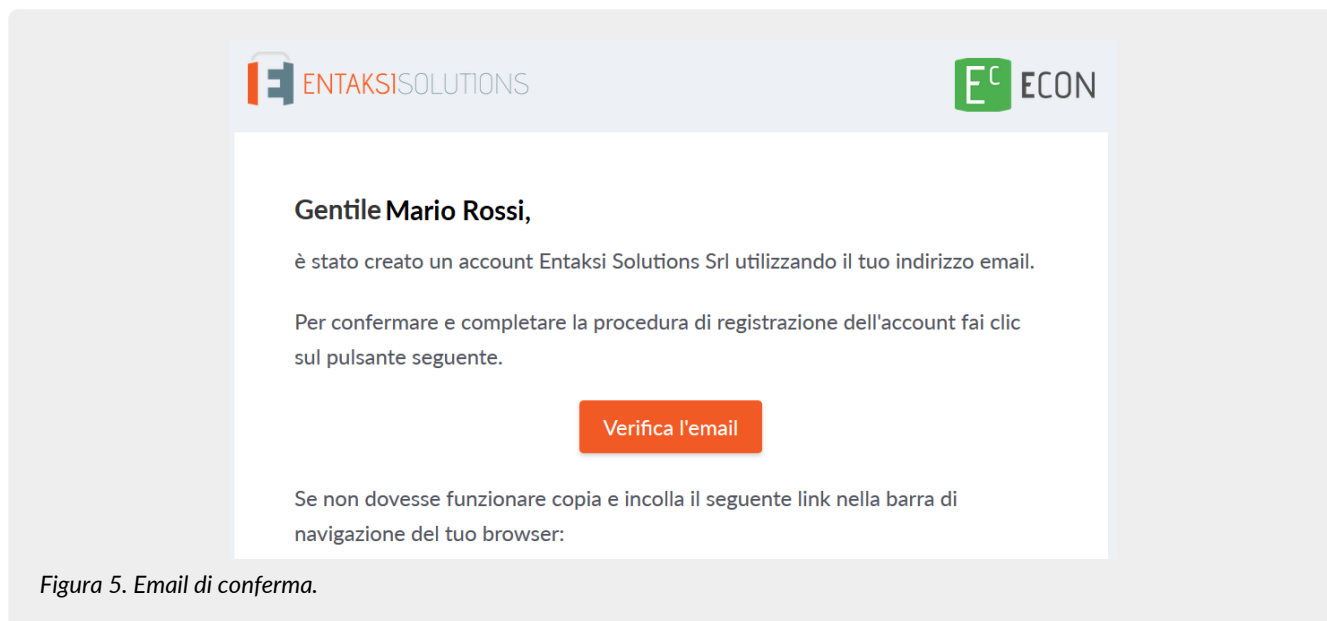 ENTAKSISOLUTIONS
EC ECON
Gentile Mario Rossi,
è stato creato un account Entaksi Solutions Srl utilizzando il tuo indirizzo email.
Per confermare e completare la procedura di registrazione dell'account fai clic
sul pulsante seguente.
Verifica l'email
Se non dovesse funzionare copia e incolla il seguente link nella barra di
navigazione del tuo browser:
Figura 5. Email di conferma.